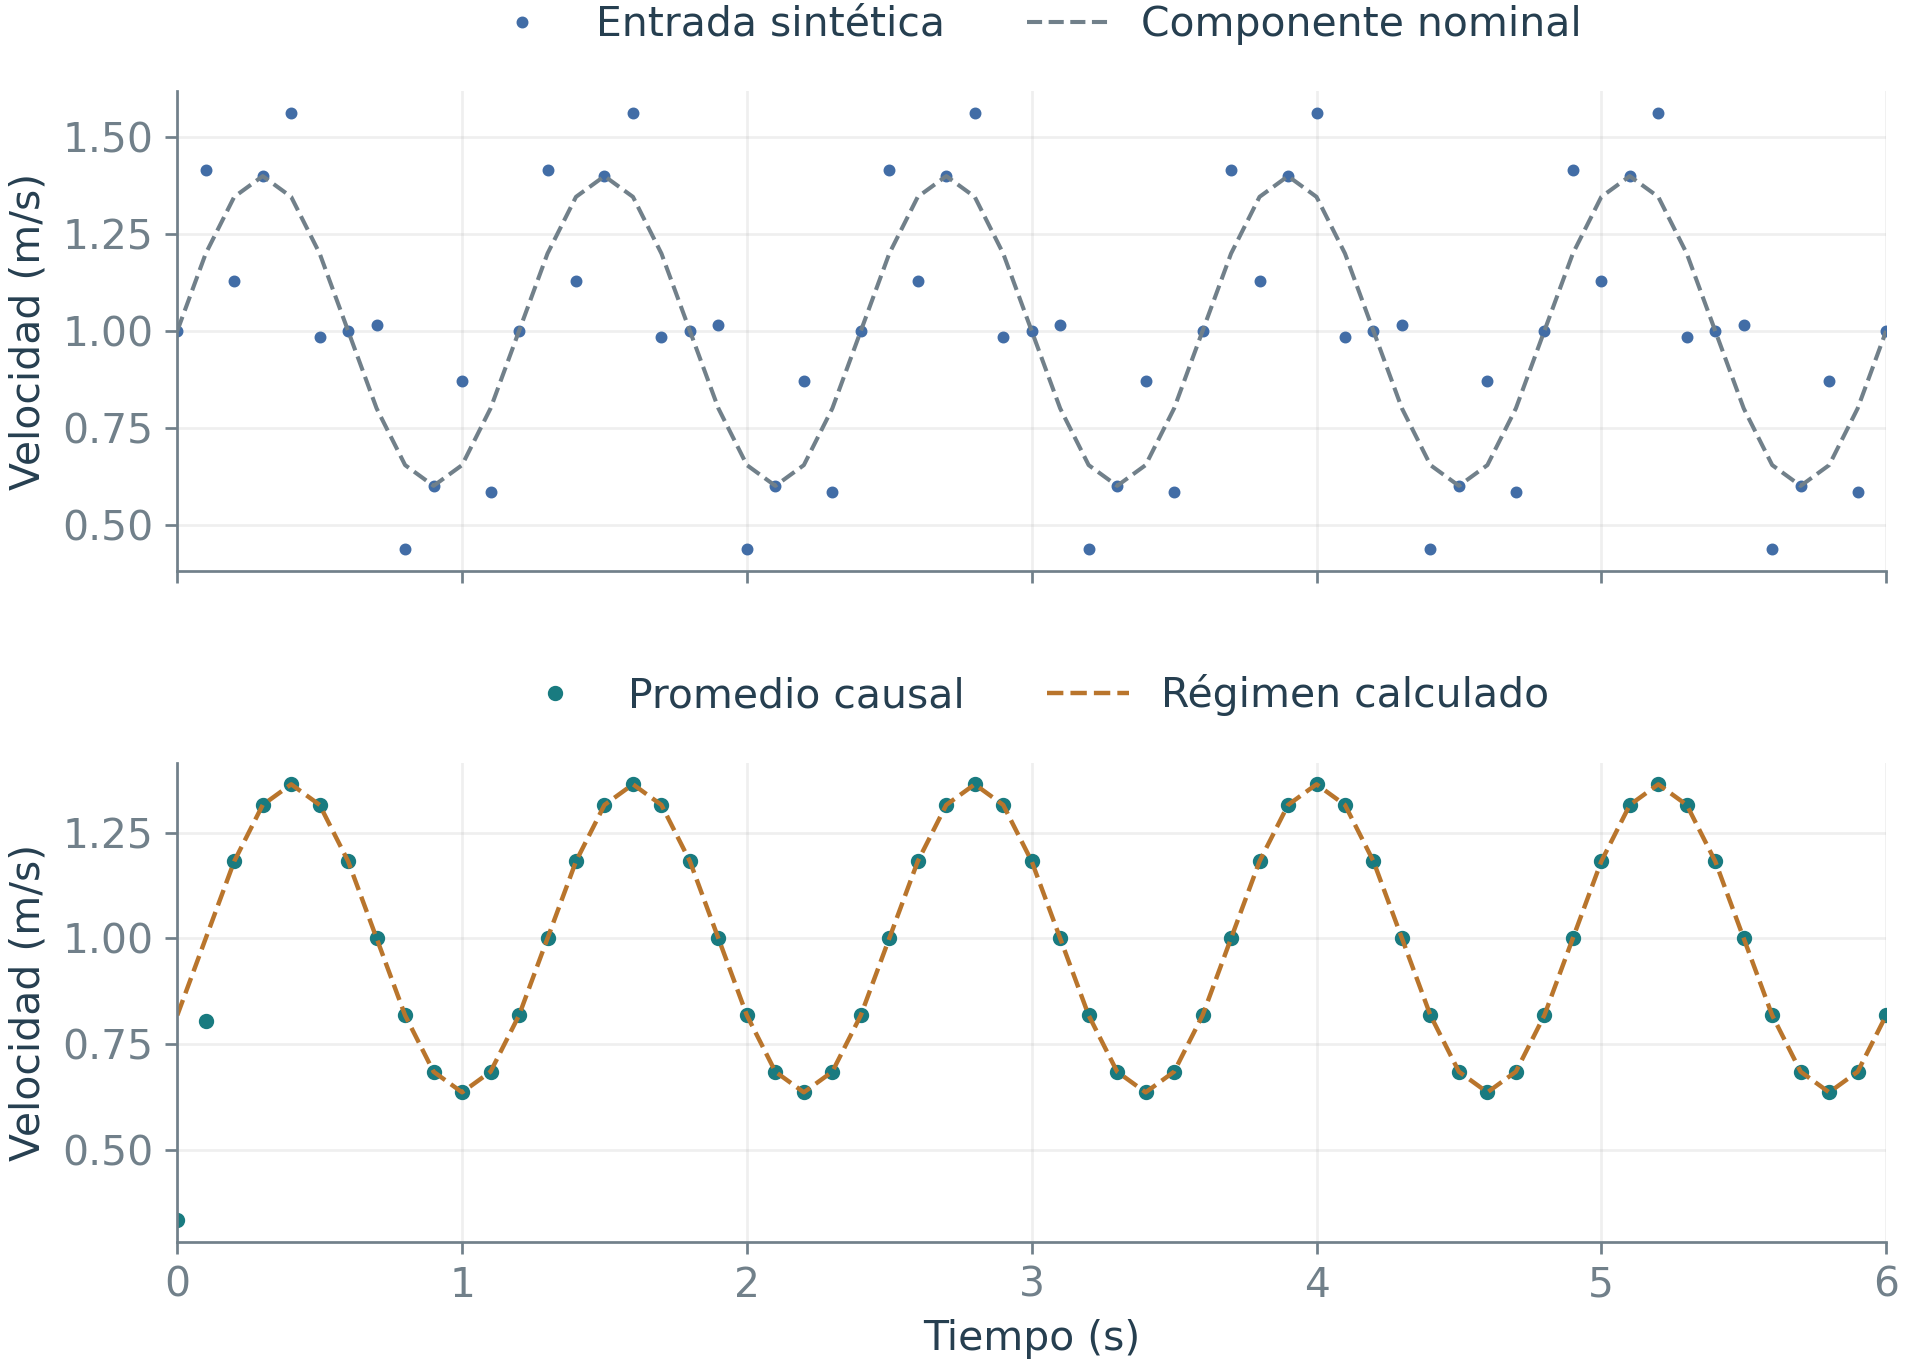 Entrada sintética
Componente nominal
Velocidad (m/s)
1.50
1.25
1.00
0.75
0.50
Promedio causal
Régimen calculado
Velocidad (m/s)
1.25
1.00
0.75
0.50
0 1 2 3 4 5 6
Tiempo (s)